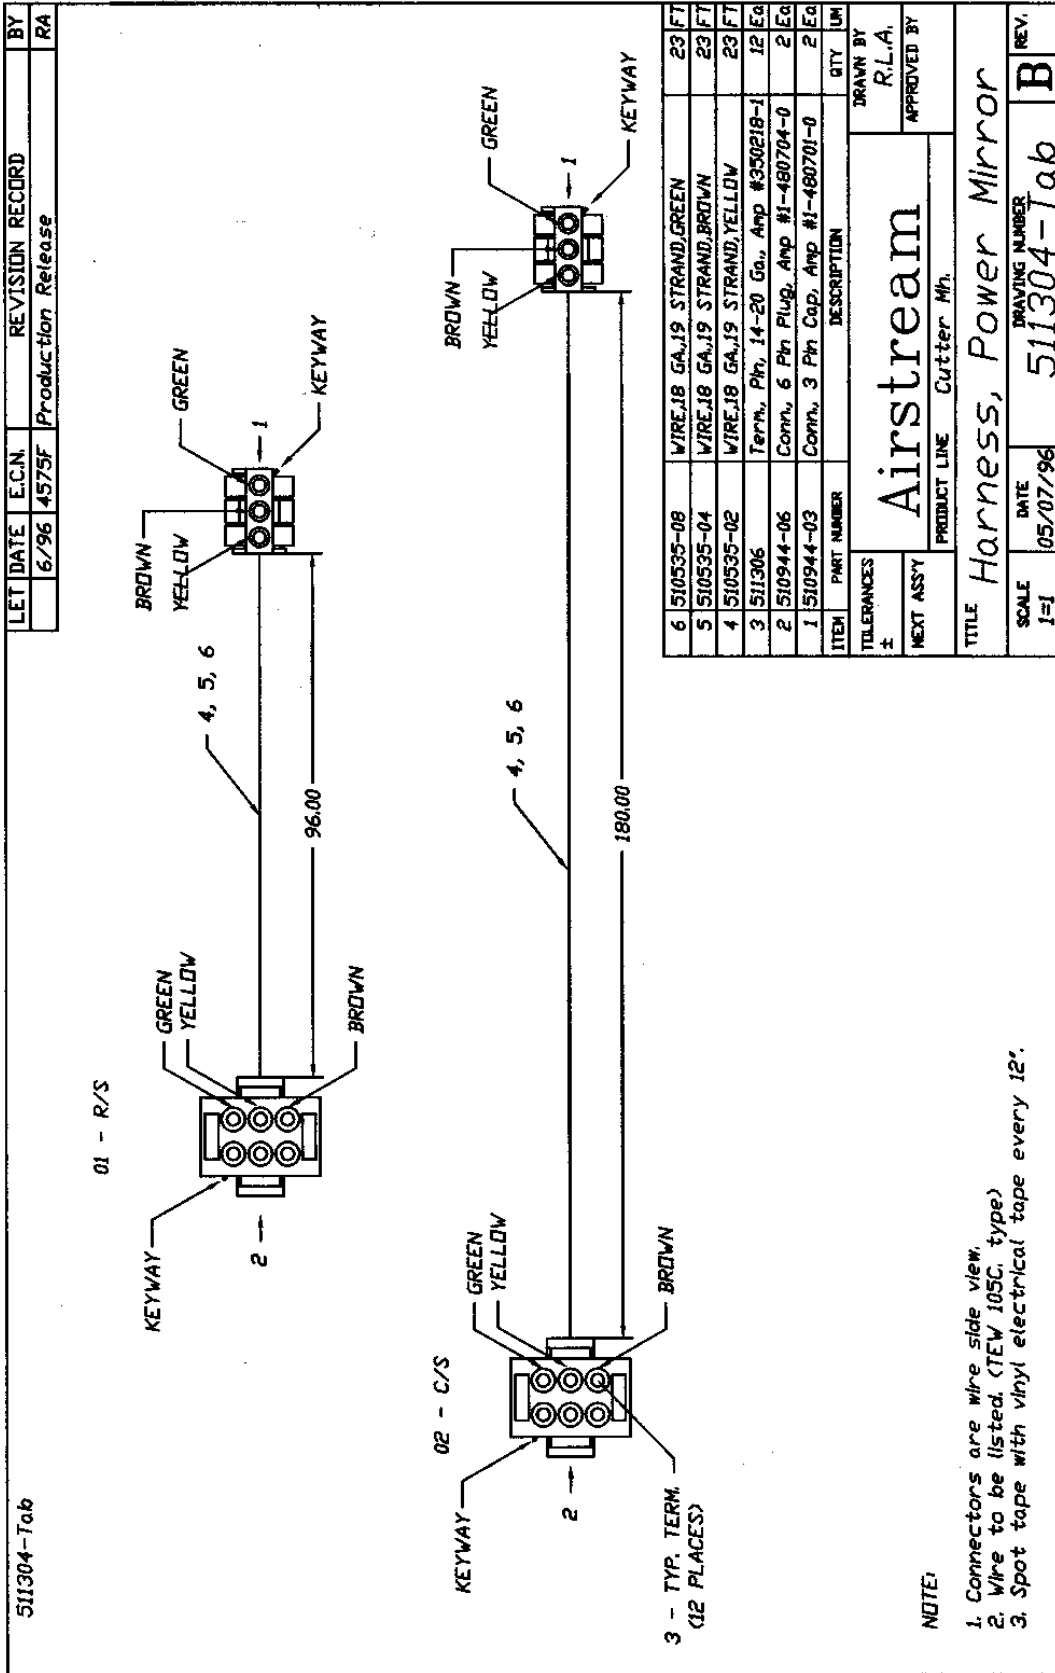 511304-Tab
LET DATE E.C.N. REVISION RECORD BY
6/96 4575F Production Release RA
01 - R/S
KEYWAY
2
GREEN
YELLOW
BROWN
4, 5, 6
96.00
BROWN
YELLOW
GREEN
1
KEYWAY
02 - C/S
KEYWAY
2
GREEN
YELLOW
BROWN
3 - TYP. TERM.
(12 PLACES)
4, 5, 6
180.00
BROWN
YELLOW
GREEN
1
KEYWAY
NOTE:
1. Connectors are wire side view.
2. Wire to be listed. (TEW 105C. type)
3. Spot tape with vinyl electrical tape every 12".
6 510535-08 WIRE,18 GA.,19 STRAND,GREEN 23 FT
5 510535-04 WIRE,18 GA.,19 STRAND,BROWN 23 FT
4 510535-02 WIRE,18 GA.,19 STRAND,YELLOW 23 FT
3 511306 Term., Pin, 14-20 Ga., Amp #350218-1 12 Ea
2 510944-06 Conn., 6 Pin Plug, Amp #1-480704-0 2 Ea
1 510944-03 Conn., 3 Pin Cap, Amp #1-480701-0 2 Ea
ITEM PART NUMBER DESCRIPTION QTY UM
TOLERANCES
±
NEXT ASS'Y
Airstream
PRODUCT LINE Cutter Mh.
DRAWN BY
R.L.A.
APPROVED BY
TITLE Harness, Power Mirror
SCALE
1=1
DATE
05/07/96
DRAWING NUMBER
511304-Tab
REV.
B